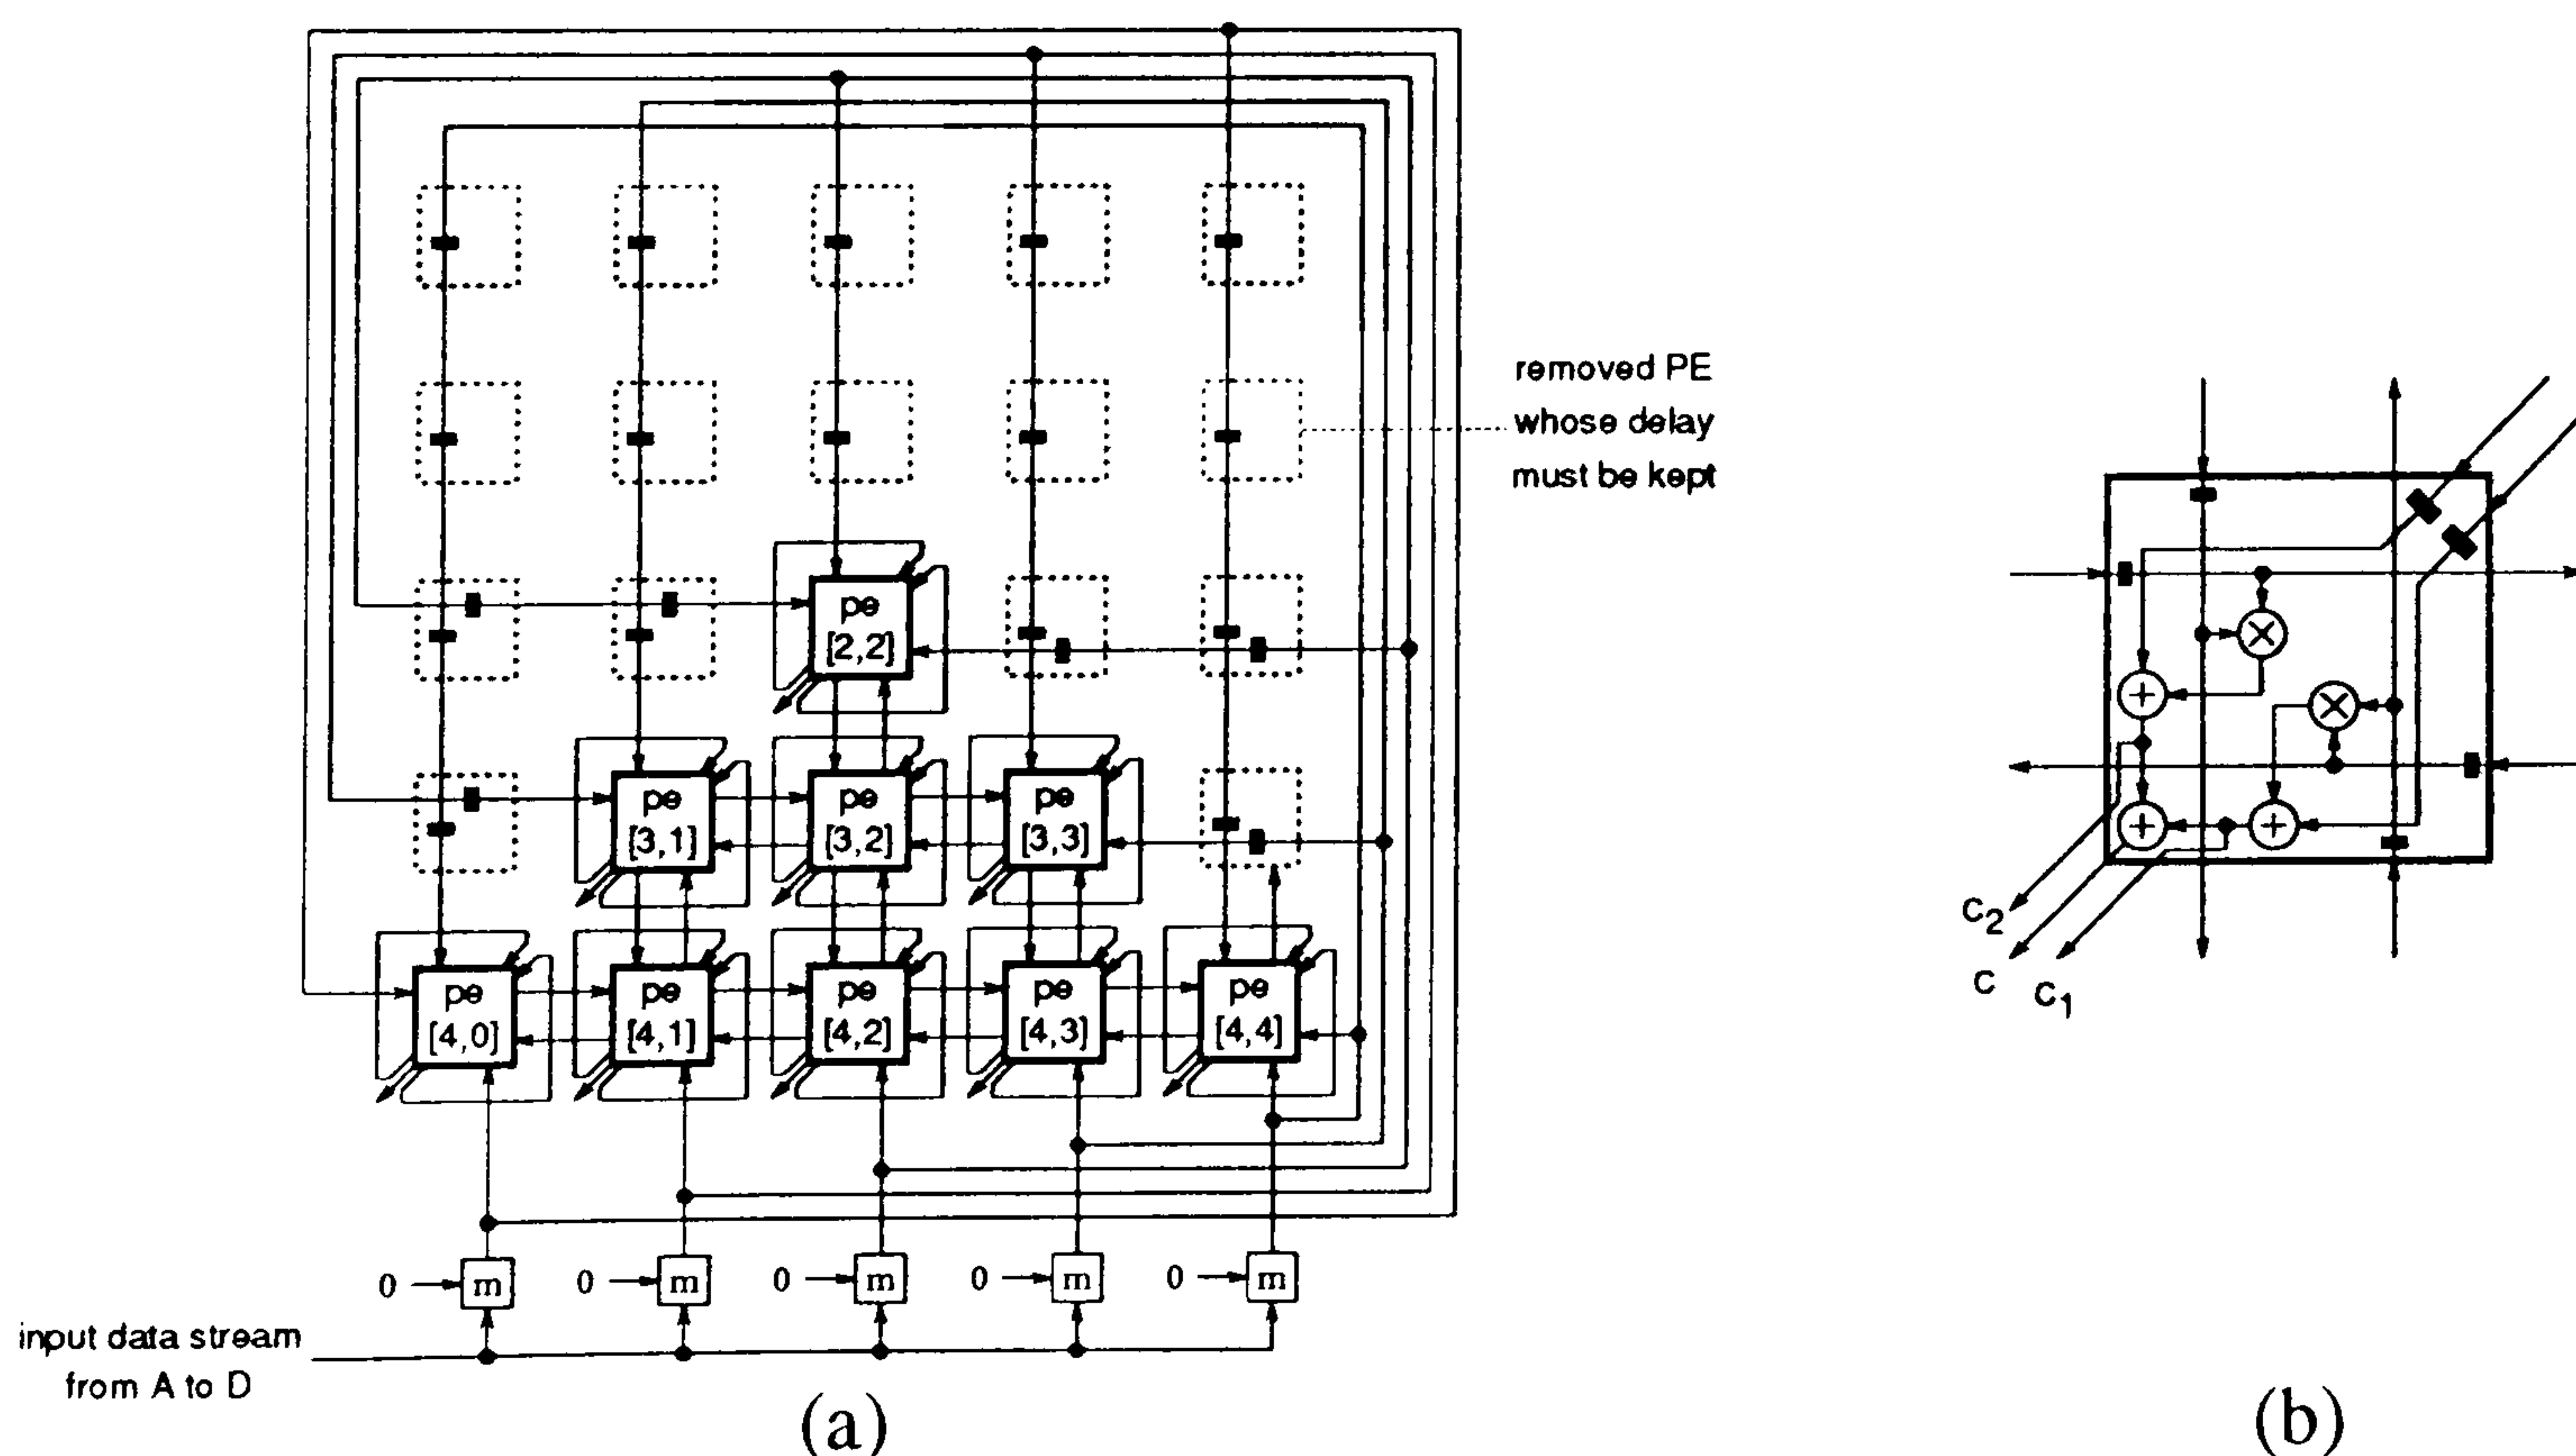 removed PE
whose delay
must be kept
pe
[2,2]
pe
[3,1]
pe
[3,2]
pe
[3,3]
pe
[4,0]
pe
[4,1]
pe
[4,2]
pe
[4,3]
pe
[4,4]
0
m
0
m
0
m
0
m
0
m
input data stream
from A to D
(a)
×
+
×
+
+
c2
c
c1
(b)